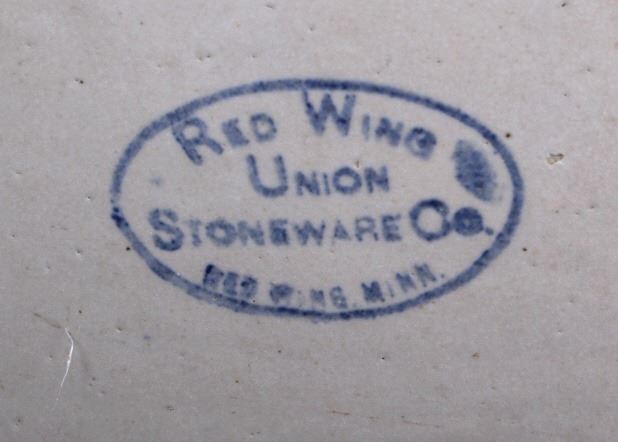 RED WING
UNION
STONEWARE CO.
RED WING, MINN.